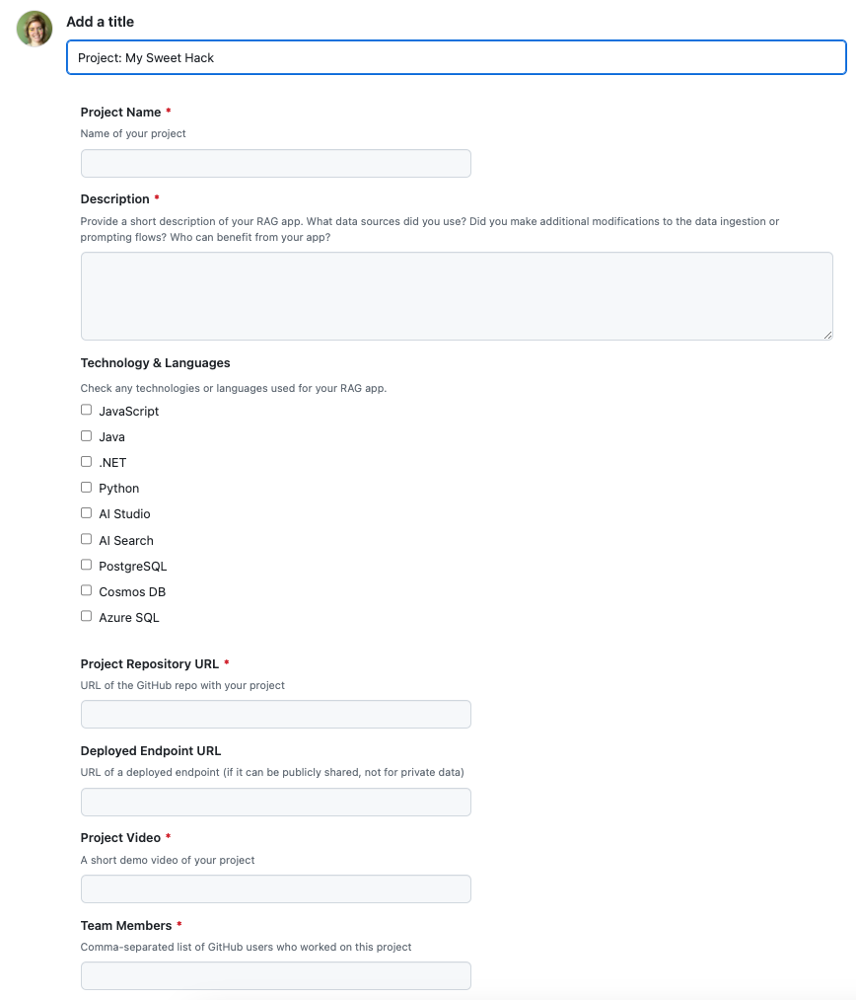 Add a title
Project: My Sweet Hack
Project Name *
Name of your project
Description *
Provide a short description of your RAG app. What data sources did you use? Did you make additional modifications to the data ingestion or
prompting flows? Who can benefit from your app?
Technology & Languages
Check any technologies or languages used for your RAG app.
JavaScript
Java
.NET
Python
AI Studio
AI Search
PostgreSQL
Cosmos DB
Azure SQL
Project Repository URL *
URL of the GitHub repo with your project
Deployed Endpoint URL
URL of a deployed endpoint (if it can be publicly shared, not for private data)
Project Video *
A short demo video of your project
Team Members *
Comma-separated list of GitHub users who worked on this project